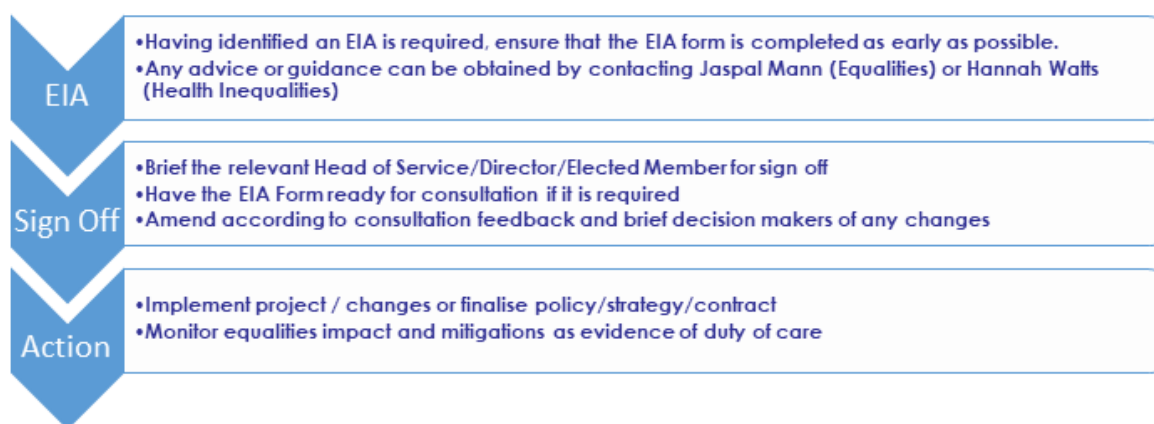 EIA
•Having identified an EIA is required, ensure that the EIA form is completed as early as possible.
•Any advice or guidance can be obtained by contacting Jaspal Mann (Equalities) or Hannah Watts
(Health Inequalities)
Sign Off
•Brief the relevant Head of Service/Director/Elected Member for sign off
•Have the EIA Form ready for consultation if it is required
•Amend according to consultation feedback and brief decision makers of any changes
Action
•Implement project / changes or finalise policy/strategy/contract
•Monitor equalities impact and mitigations as evidence of duty of care